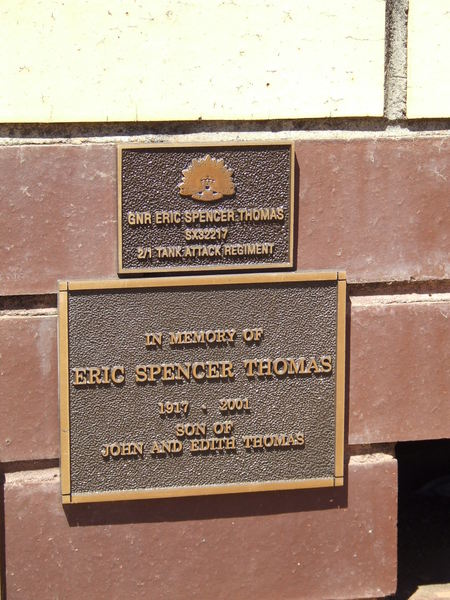 GNR ERIC SPENCER THOMAS
SX32217
2/1 TANK ATTACK REGIMENT
IN MEMORY OF
ERIC SPENCER THOMAS
1917 - 2001
SON OF
JOHN AND EDITH THOMAS